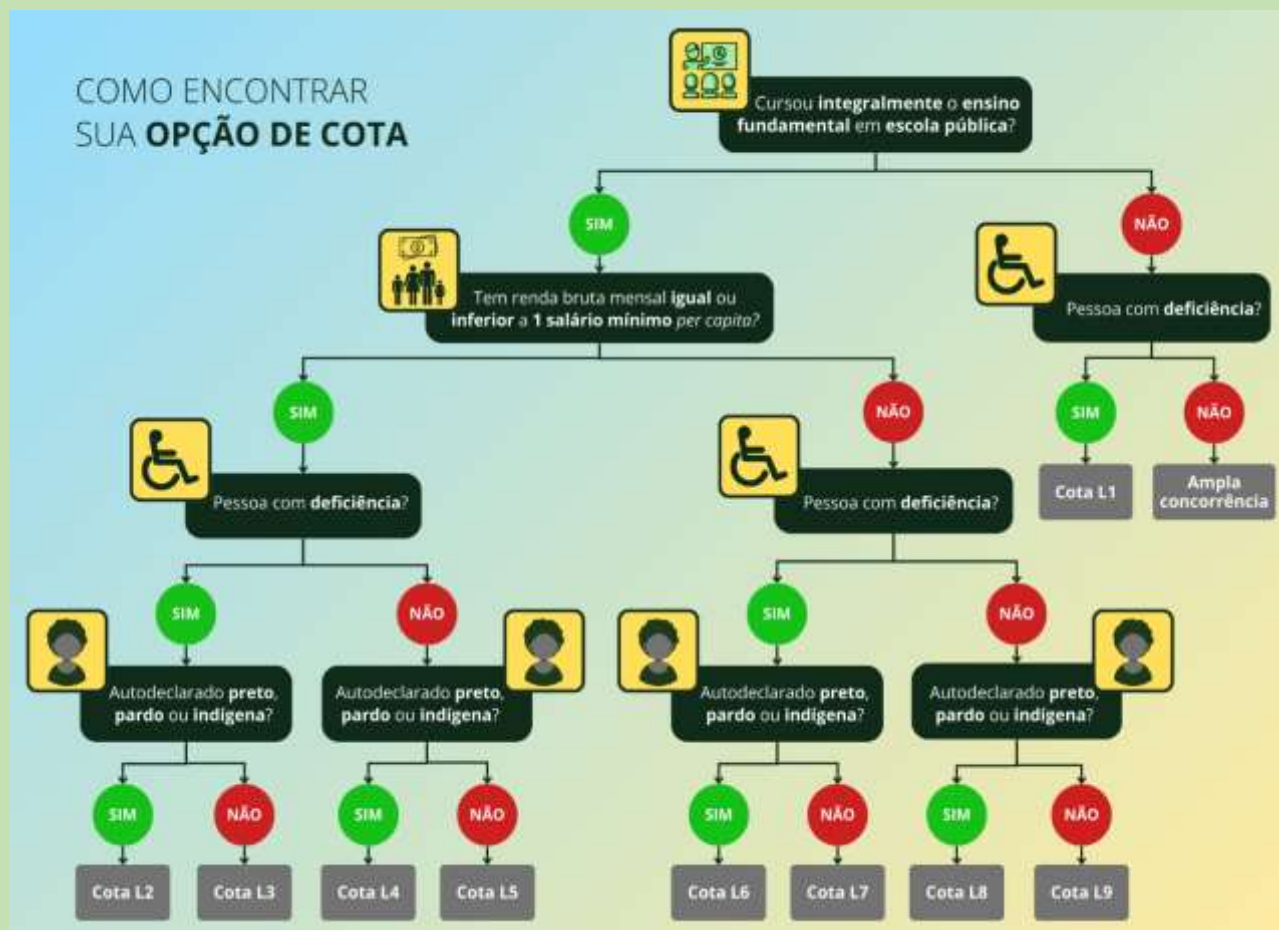 COMO ENCONTRAR
SUA OPÇÃO DE COTA
Cursou integralmente o ensino
fundamental em escola pública?
SIM
NÃO
Tem renda bruta mensal igual ou
inferior a 1 salário mínimo per capita?
Pessoa com deficiência?
SIM
NÃO
SIM
NÃO
Cota L1
Ampla
concorrência
Pessoa com deficiência?
Pessoa com deficiência?
SIM
NÃO
SIM
NÃO
Autodeclarado preto,
pardo ou indígena?
Autodeclarado preto,
pardo ou indígena?
Autodeclarado preto,
pardo ou indígena?
Autodeclarado preto,
pardo ou indígena?
SIM
NÃO
SIM
NÃO
SIM
NÃO
SIM
NÃO
Cota L2
Cota L3
Cota L4
Cota L5
Cota L6
Cota L7
Cota L8
Cota L9